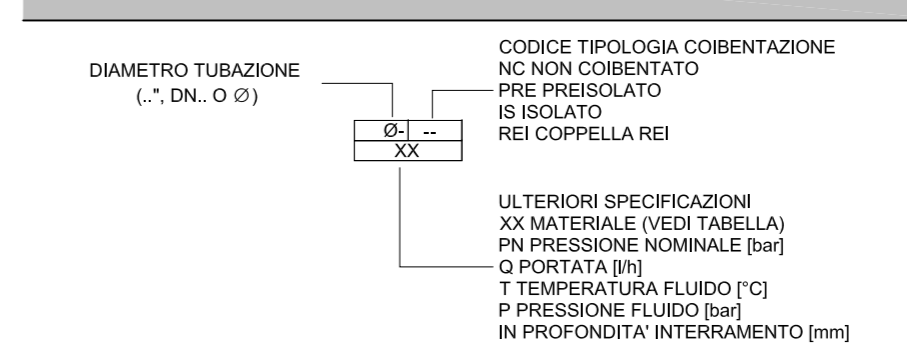 DIAMETRO TUBAZIONE
(..", DN.. O Ø)
CODICE TIPOLOGIA COIBENTAZIONE
NC NON COIBENTATO
PRE PREISOLATO
IS ISOLATO
REI COPPELLA REI
Ø- --
XX
ULTERIORI SPECIFICAZIONI
XX MATERIALE (VEDI TABELLA)
PN PRESSIONE NOMINALE [bar]
Q PORTATA [l/h]
T TEMPERATURA FLUIDO [°C]
P PRESSIONE FLUIDO [bar]
IN PROFONDITA' INTERRAMENTO [mm]